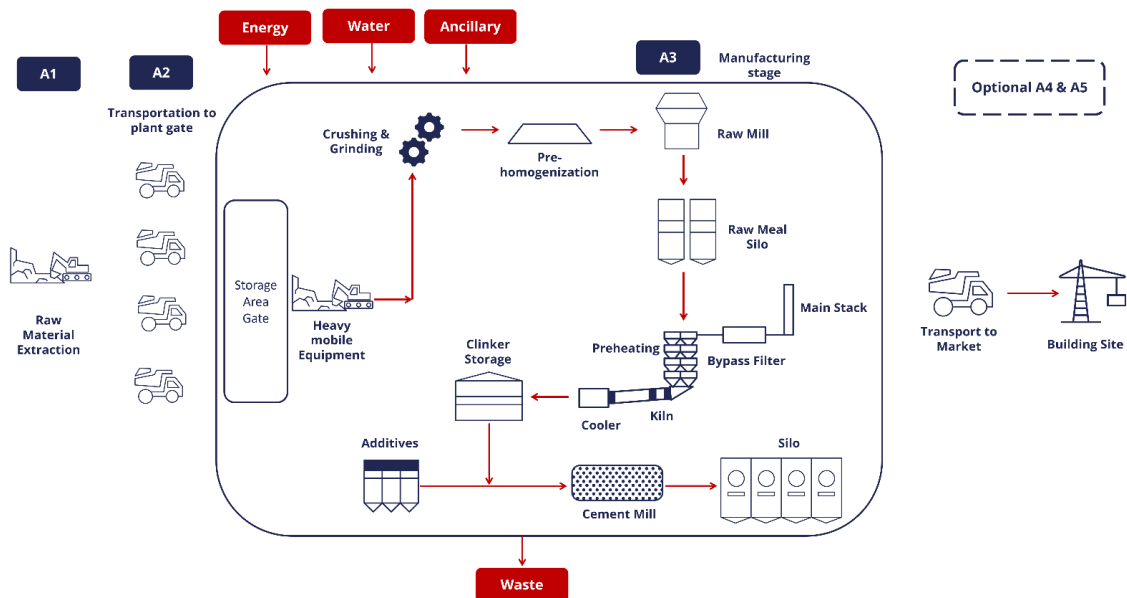 Energy
Water
Ancillary
A1
A2
A3
Manufacturing
stage
Optional A4 & A5
Transportation to
plant gate
Crushing &
Grinding
Pre-
homogenization
Raw Mill
Raw Meal
Silo
Storage
Area
Gate
Heavy
mobile
Equipment
Raw
Material
Extraction
Main Stack
Preheating
Bypass Filter
Clinker
Storage
Kiln
Cooler
Transport to
Market
Building Site
Additives
Cement Mill
Silo
Waste